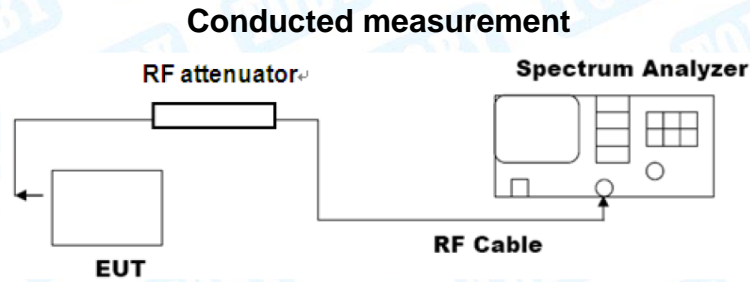 Conducted measurement
RF attenuator↵
Spectrum Analyzer
RF Cable
EUT